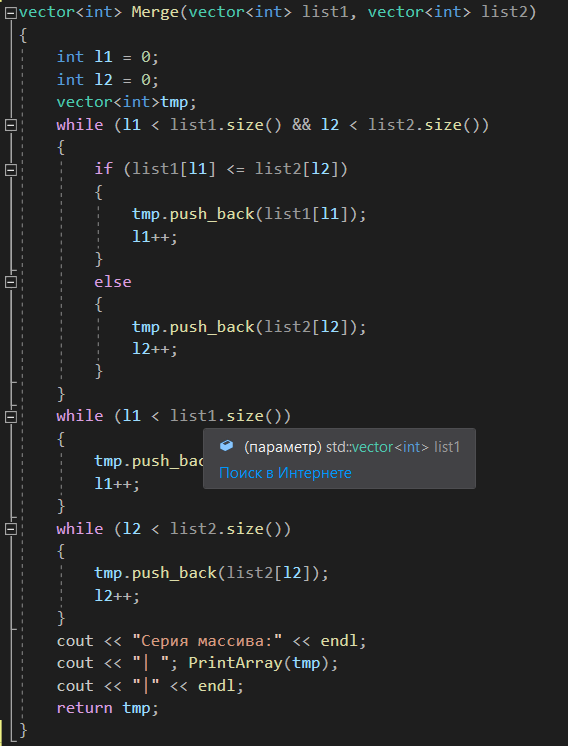 vector<int> Merge(vector<int> list1, vector<int> list2)
{
int l1 = 0;
int l2 = 0;
vector<int>tmp;
while (l1 < list1.size() && l2 < list2.size())
{
if (list1[l1] <= list2[l2])
{
tmp.push_back(list1[l1]);
l1++;
}
else
{
tmp.push_back(list2[l2]);
l2++;
}
}
while (l1 < list1.size())
{
(параметр) std::vector<int> list1
tmp.push_bac
Поиск в Интернете
l1++;
}
while (l2 < list2.size())
{
tmp.push_back(list2[l2]);
l2++;
}
cout << "Серия массива:" << endl;
cout << "| "; PrintArray(tmp);
cout << "|" << endl;
return tmp;
}